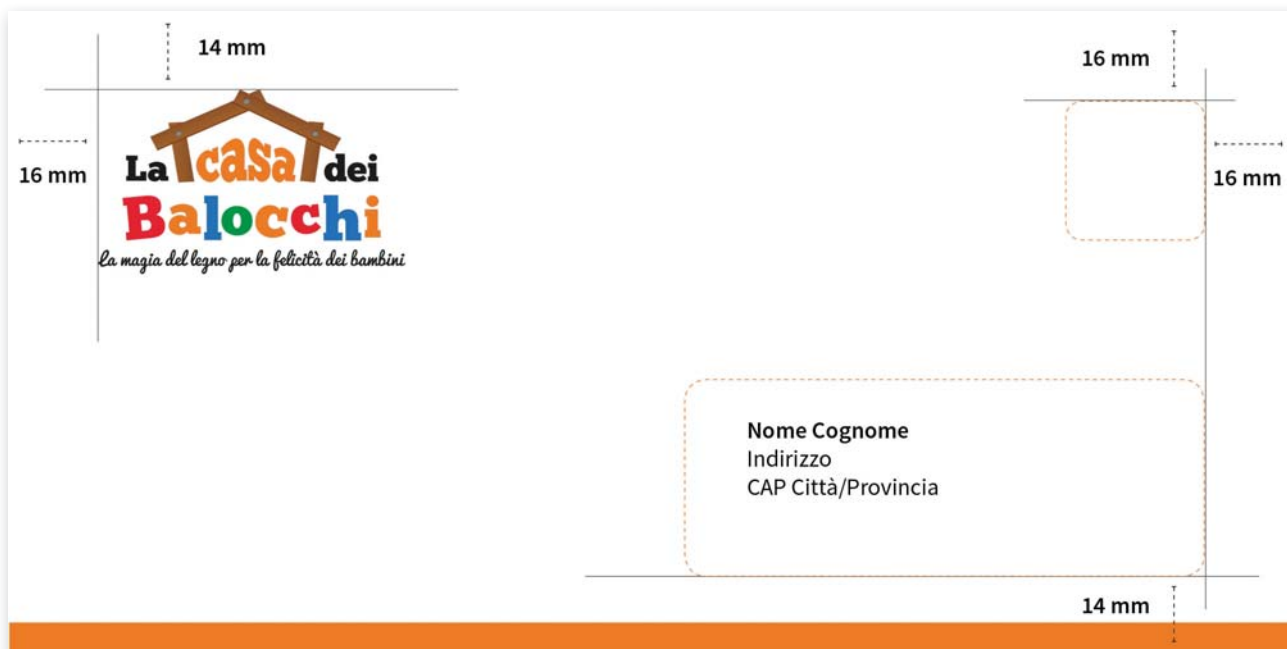 14 mm
16 mm
16 mm
16 mm
La casa dei
Balocchi
La magia del legno per la felicità dei bambini
Nome Cognome
Indirizzo
CAP Città/Provincia
14 mm